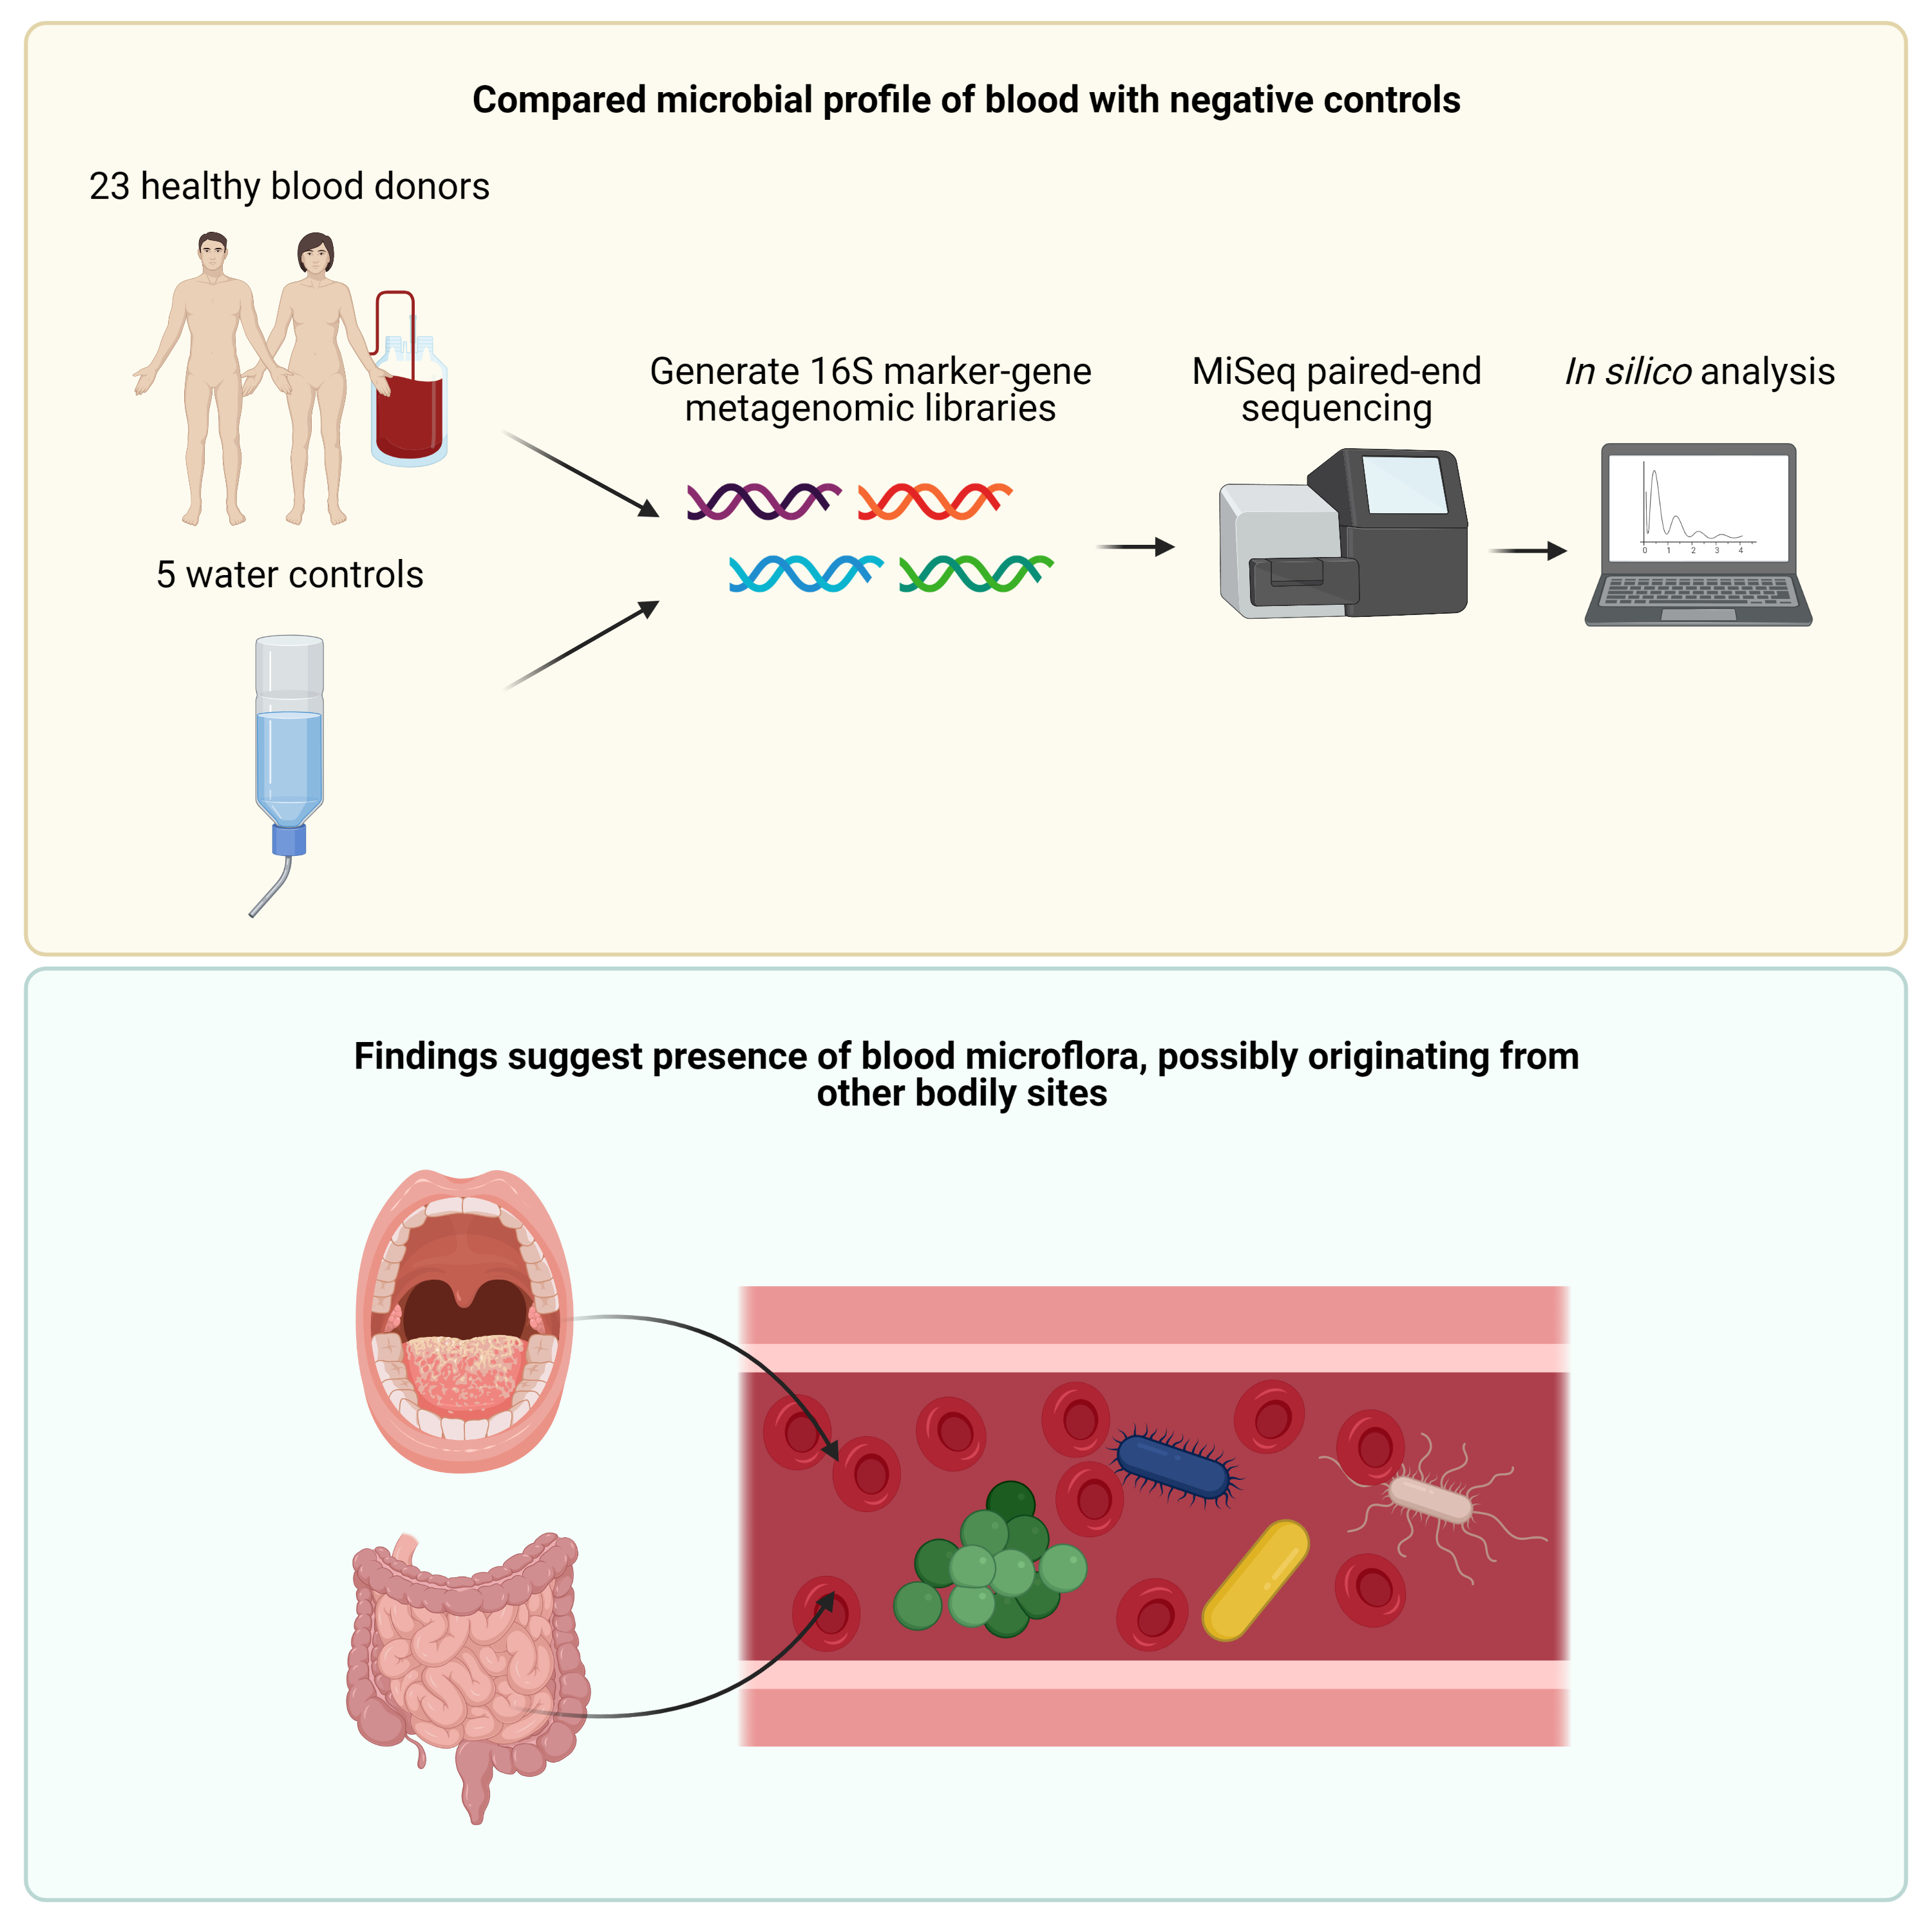 Compared microbial profile of blood with negative controls
23 healthy blood donors
5 water controls
Generate 16S marker-gene
metagenomic libraries
MiSeq paired-end
sequencing
In silico analysis
0 1 2 3 4
Findings suggest presence of blood microflora, possibly originating from
other bodily sites